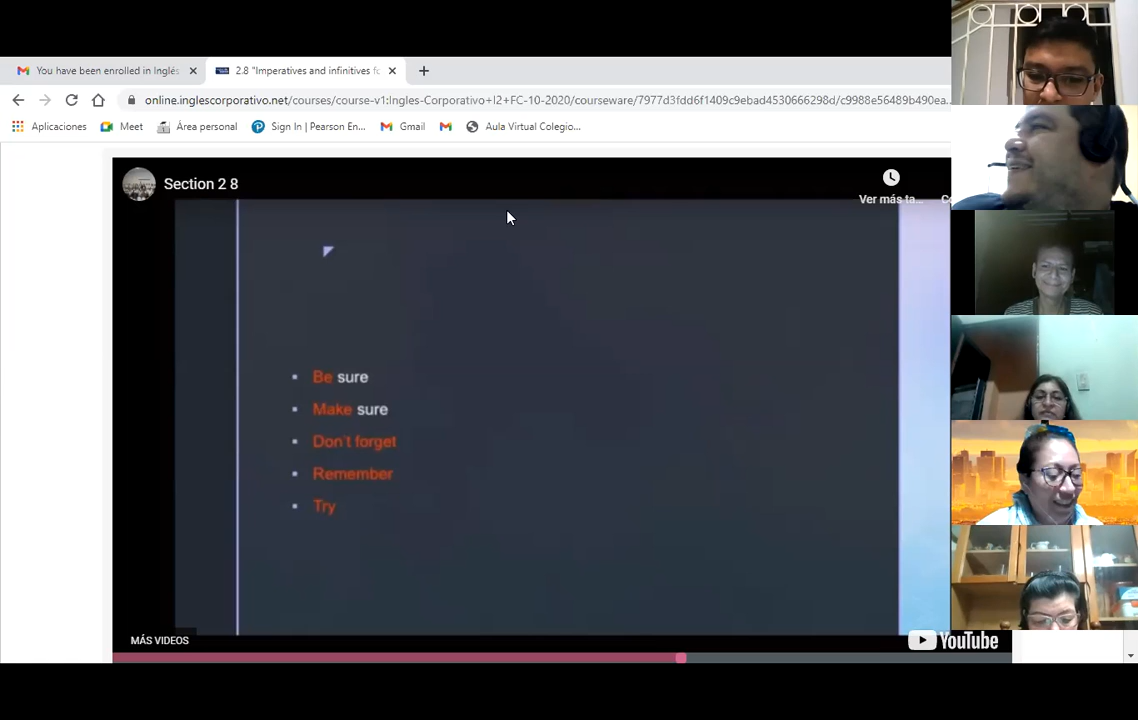 You have been enrolled in Inglés
2.8 "Imperatives and infinitives fo
online.inglescorporativo.net/courses/course-v1:Ingles-Corporativo+I2+FC-10-2020/courseware/7977d3fdd6f1409c9ebad4530666298d/c9988e56489b490ea...
Aplicaciones Meet Área personal Sign In | Pearson En... Gmail Aula Virtual Colegio...
Section 2 8
Ver más ta...
Be sure
Make sure
Don't forget
Remember
Try
MÁS VIDEOS
YouTube